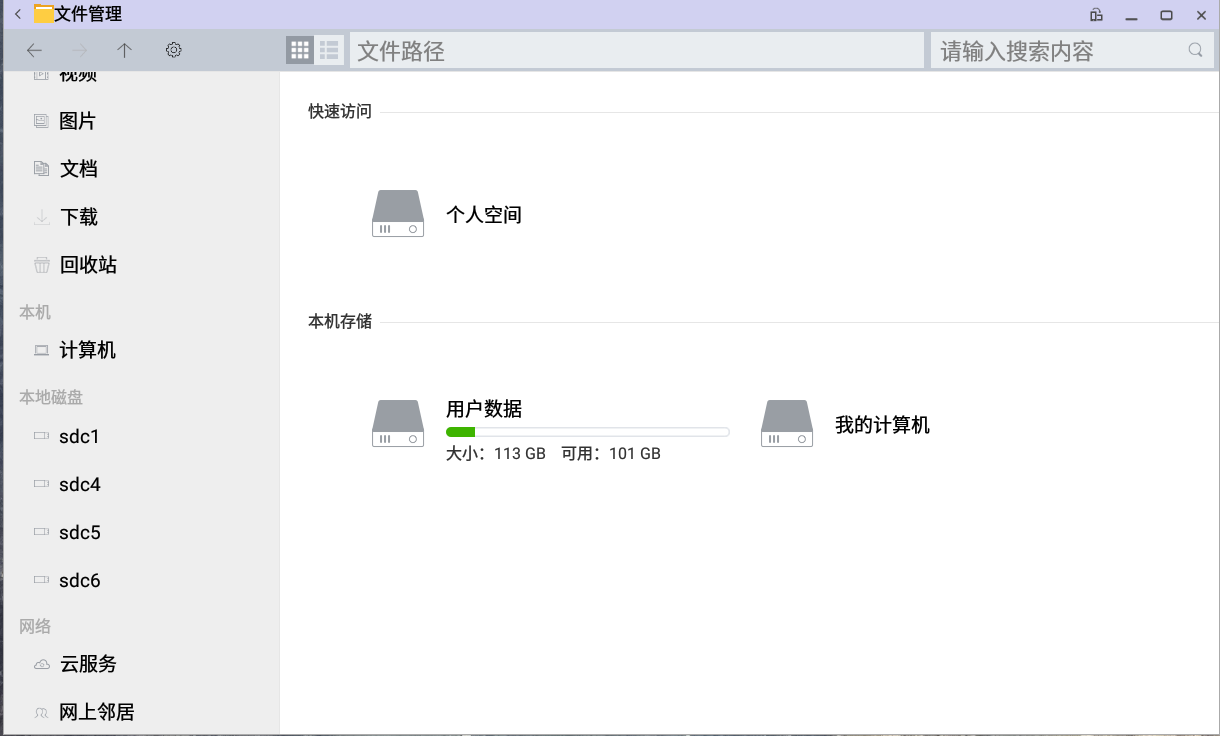 文件管理
文件路径
请输入搜索内容
视频
图片
文档
下载
回收站
本机
计算机
本地磁盘
sdc1
sdc4
sdc5
sdc6
网络
云服务
网上邻居
快速访问
个人空间
本机存储
用户数据
大小：113 GB 可用：101 GB
我的计算机